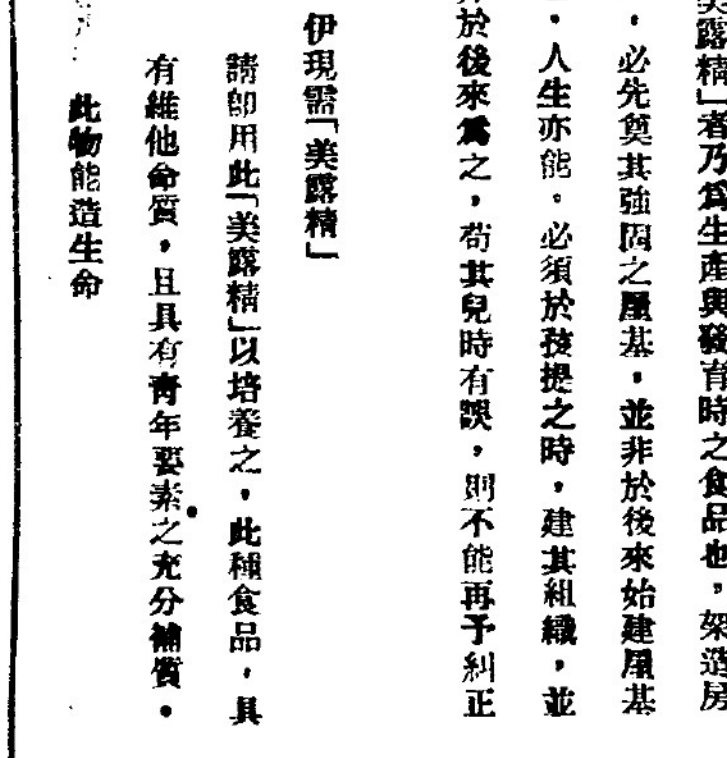 美露精」者乃爲生產與發育時之食品也，架造房
，必先奠其強固之屋基，並非於後來始建屋基
。人生亦能。必須於孩提之時，建其組織，並
於後來爲之，苟其兒時有誤，則不能再予糾正
伊現需「美露精」
請卽用此「美露精」以培養之，此種食品，具
有維他命質，且具有靑年要素之充分補質。
此物能造生命